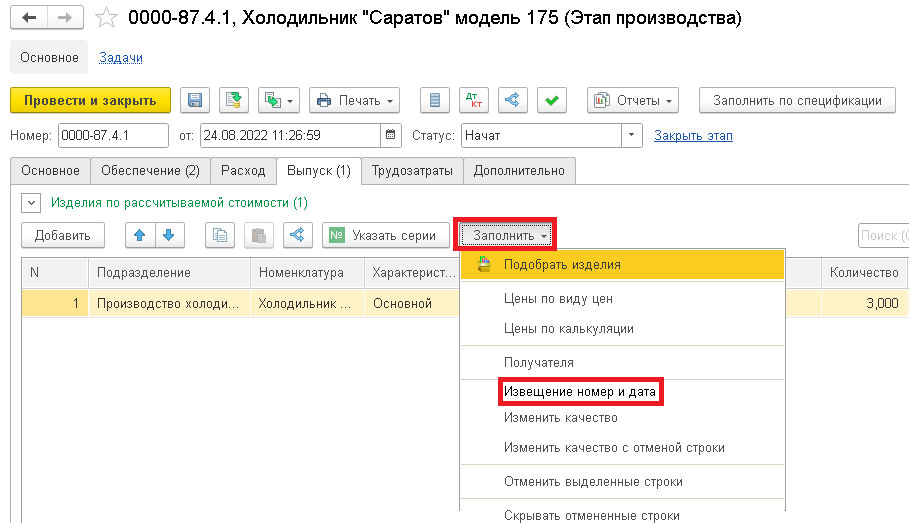 0000-87.4.1, Холодильник "Саратов" модель 175 (Этап производства)
Основное Задачи
Провести и закрыть Печать Дт Кт Отчеты Заполнить по спецификации
Номер: 0000-87.4.1 от: 24.08.2022 11:26:59 Статус: Начат Закрыть этап
Основное Обеспечение (2) Расход Выпуск (1) Трудозатраты Дополнительно
Изделия по рассчитываемой стоимости (1)
Добавить № Указать серии Заполнить Поиск (
N Подразделение Номенклатура Характерист... Количество
1 Производство холоди... Холодильник ... Основной 3,000
Подобрать изделия
Цены по виду цен
Цены по калькуляции
Получателя
Извещение номер и дата
Изменить качество
Изменить качество с отменой строки
Отменить выделенные строки
Скрывать отмененные строки